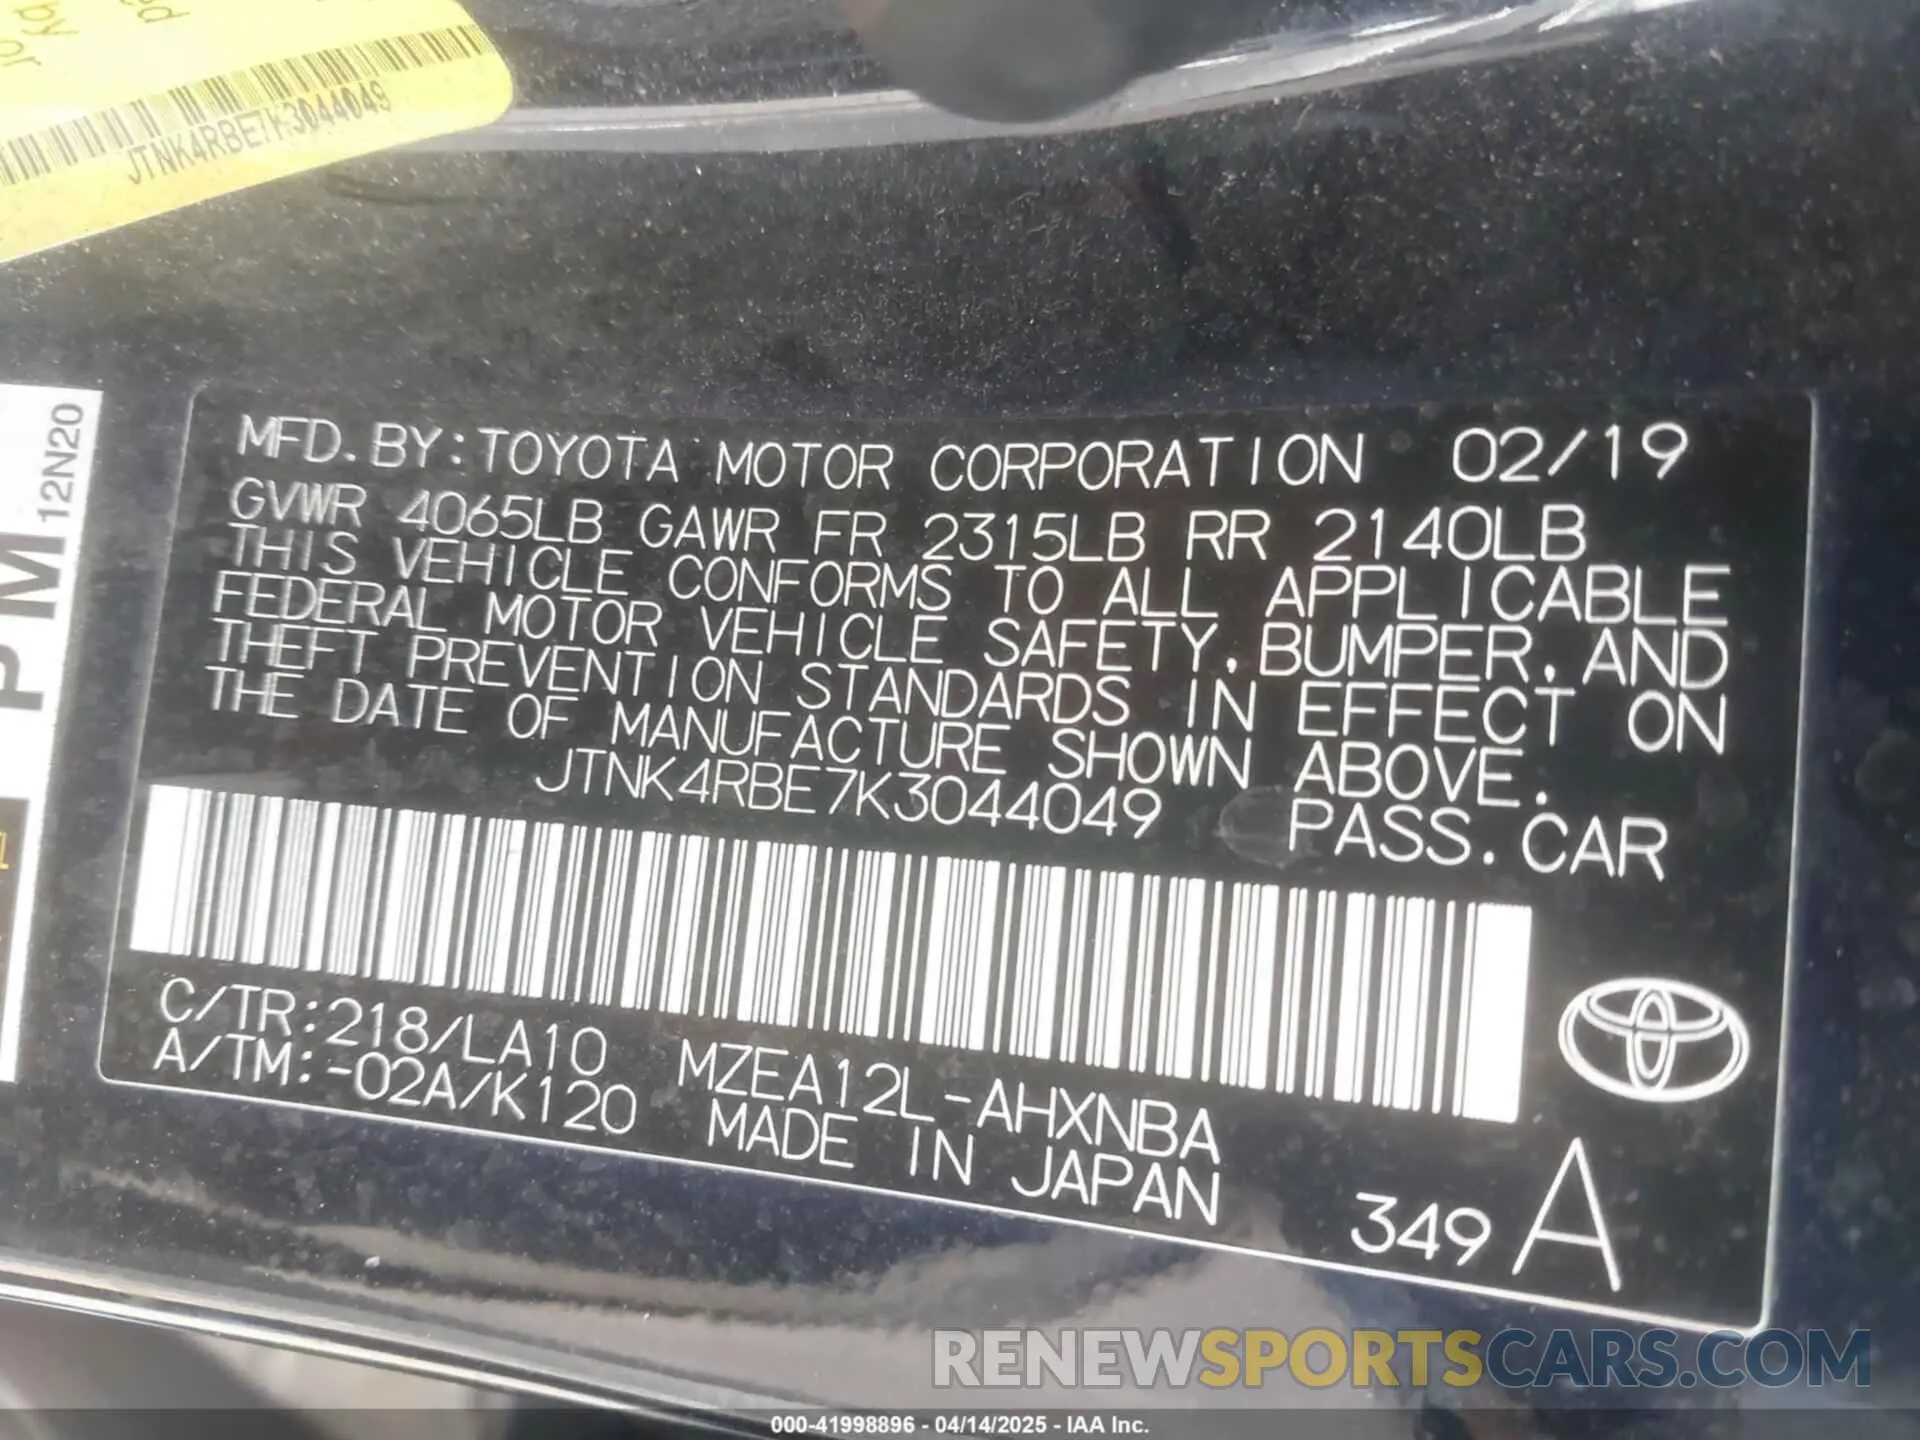 JTNK4RBE7K3044049
12N20
PM
MFD.BY:TOYOTA MOTOR CORPORATION 02/19
GVWR 4065LB GAWR FR 2315LB RR 2140LB
THIS VEHICLE CONFORMS TO ALL APPLICABLE
FEDERAL MOTOR VEHICLE SAFETY,BUMPER,AND
THEFT PREVENTION STANDARDS IN EFFECT ON
THE DATE OF MANUFACTURE SHOWN ABOVE.
JTNK4RBE7K3044049 PASS.CAR
C/TR:218/LA10 MZEA12L-AHXNBA
A/TM:-02A/K120 MADE IN JAPAN
349 A
RENEWSPORTSCARS.COM
000-41998896 - 04/14/2025 - IAA Inc.